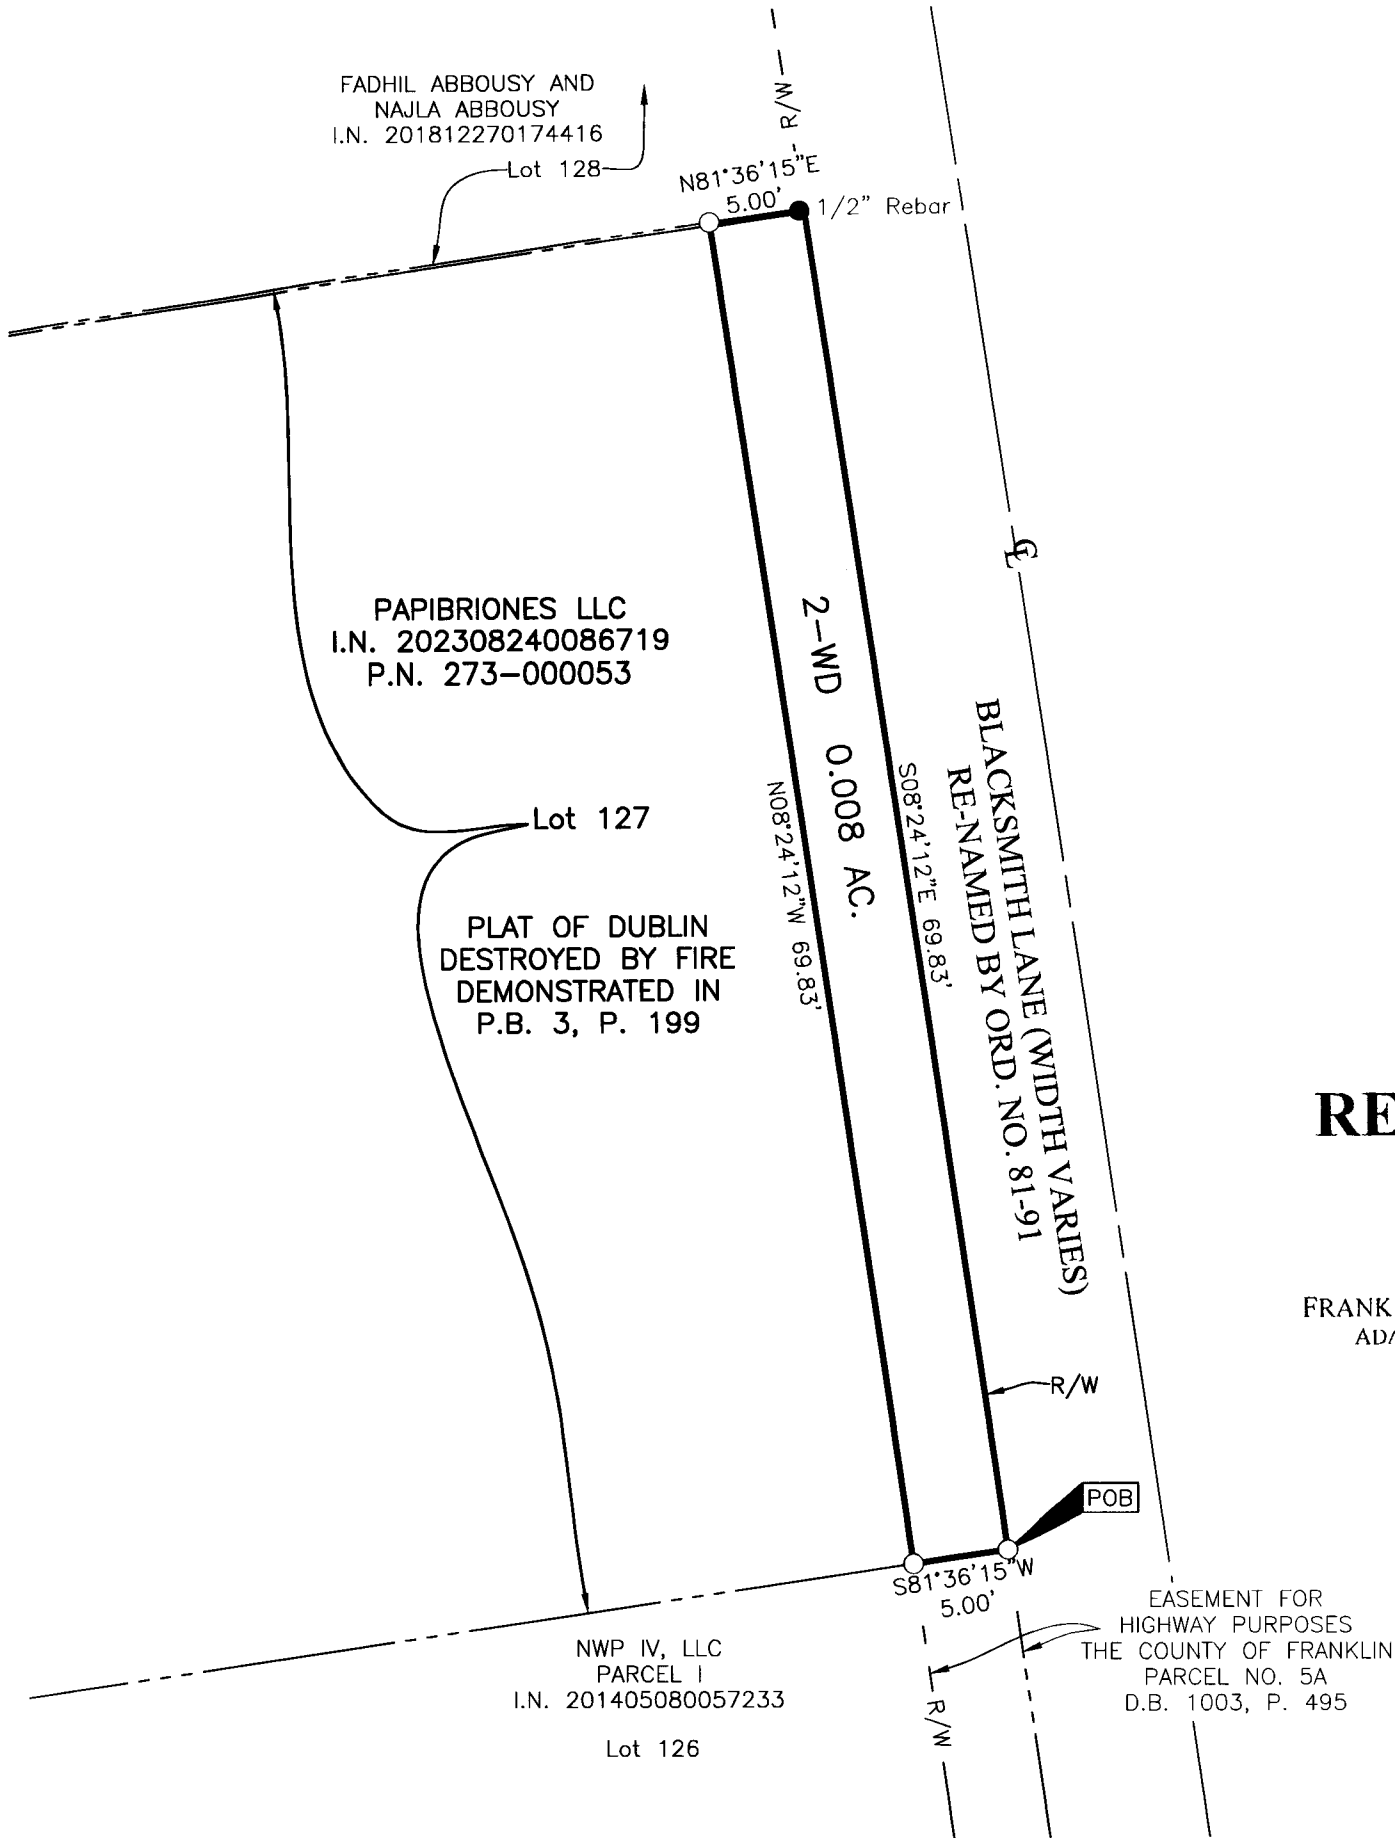 FADHIL ABBOUSY AND
NAJLA ABBOUSY
I.N. 201812270174416
Lot 128
R/W
N81°36'15"E
5.00'
1/2" Rebar
℄
PAPIBRIONES LLC
I.N. 202308240086719
P.N. 273-000053
2-WD 0.008 AC.
Lot 127
N08°24'12"W 69.83'
S08°24'12"E 69.83'
BLACKSMITH LANE (WIDTH VARIES)
RE-NAMED BY ORD. NO. 81-91
PLAT OF DUBLIN
DESTROYED BY FIRE
DEMONSTRATED IN
P.B. 3, P. 199
RE
FRANK
ADA
R/W
POB
S81°36'15"W
5.00'
EASEMENT FOR
HIGHWAY PURPOSES
THE COUNTY OF FRANKLIN
PARCEL NO. 5A
D.B. 1003, P. 495
NWP IV, LLC
PARCEL I
I.N. 201405080057233
Lot 126
R/W